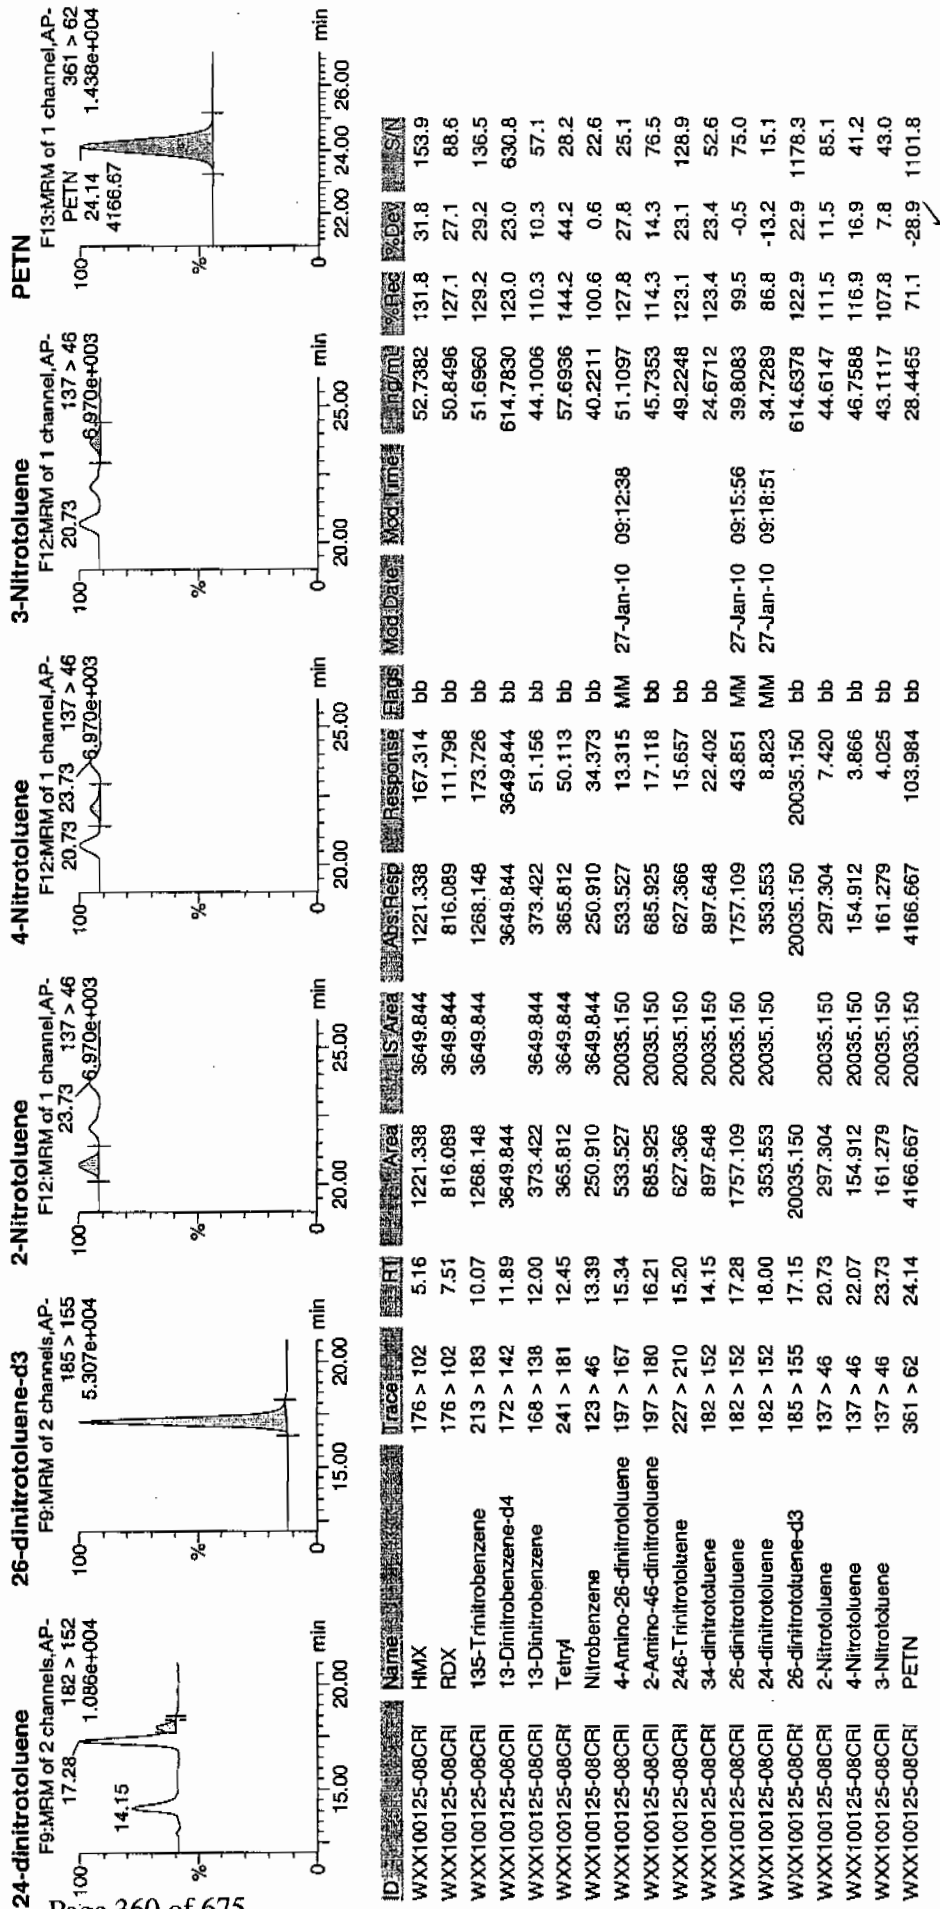 24-dinitrotoluene
F9:MRM of 2 channels,AP-
182 > 152
1.086e+004
17.28
14.15
100
15.00
20.00
min
26-dinitrotoluene-d3
F9:MRM of 2 channels,AP-
185 > 155
5.307e+004
100
%
0
15.00
20.00
min
2-Nitrotoluene
F12:MRM of 1 channel,AP-
137 > 46
6.970e+003
23.73
100
%
0
20.00
25.00
min
4-Nitrotoluene
F12:MRM of 1 channel,AP-
137 > 46
6.970e+003
20.73 23.73
100
%
0
20.00
25.00
min
3-Nitrotoluene
F12:MRM of 1 channel,AP-
137 > 46
6.970e+003
20.73
100
%
0
20.00
25.00
min
PETN
F13:MRM of 1 channel,AP-
361 > 62
1.438e+004
PETN
24.14
4166.67
100
%
0
22.00
24.00
26.00
min
ID Name Trace RT Area IS Area Abs.Resp Response Flags Mod.Date Mod.Time ng/mL %Rec %Dev S/N
WXX100125-08CRI HMX 176 > 102 5.16 1221.338 3649.844 1221.338 167.314 bb 52.7382 131.8 31.8 153.9
WXX100125-08CRI RDX 176 > 102 7.51 816.089 3649.844 816.089 111.798 bb 50.8496 127.1 27.1 88.6
WXX100125-08CRI 135-Trinitrobenzene 213 > 183 10.07 1268.148 3649.844 1268.148 173.726 bb 51.6960 129.2 29.2 136.5
WXX100125-08CRI 13-Dinitrobenzene-d4 172 > 142 11.89 3649.844 3649.844 3649.844 bb 614.7830 123.0 23.0 630.8
WXX100125-08CRI 13-Dinitrobenzene 168 > 138 12.00 373.422 3649.844 373.422 51.156 bb 44.1006 110.3 10.3 57.1
WXX100125-08CRI Tetryl 241 > 181 12.45 365.812 3649.844 365.812 50.113 bb 57.6936 144.2 44.2 28.2
WXX100125-08CRI Nitrobenzene 123 > 46 13.39 250.910 3649.844 250.910 34.373 bb 40.2211 100.6 0.6 22.6
WXX100125-08CRI 4-Amino-26-dinitrotoluene 197 > 167 15.34 533.527 20035.150 533.527 13.315 MM 27-Jan-10 09:12:38 51.1097 127.8 27.8 25.1
WXX100125-08CRI 2-Amino-46-dinitrotoluene 197 > 180 16.21 685.925 20035.150 685.925 17.118 bb 45.7353 114.3 14.3 76.5
WXX100125-08CRI 246-Trinitrotoluene 227 > 210 15.20 627.366 20035.150 627.366 15.657 bb 49.2248 123.1 23.1 128.9
WXX100125-08CRI 34-dinitrotoluene 182 > 152 14.15 897.648 20035.150 897.648 22.402 bb 24.6712 123.4 23.4 52.6
WXX100125-08CRI 26-dinitrotoluene 182 > 152 17.28 1757.109 20035.150 1757.109 43.851 MM 27-Jan-10 09:15:56 39.8083 99.5 -0.5 75.0
WXX100125-08CRI 24-dinitrotoluene 182 > 152 18.00 353.553 20035.150 353.553 8.823 MM 27-Jan-10 09:18:51 34.7289 86.8 -13.2 15.1
WXX100125-08CRI 26-dinitrotoluene-d3 185 > 155 17.15 20035.150 20035.150 20035.150 bb 614.6378 122.9 22.9 1178.3
WXX100125-08CRI 2-Nitrotoluene 137 > 46 20.73 297.304 20035.150 297.304 7.420 bb 44.6147 111.5 11.5 85.1
WXX100125-08CRI 4-Nitrotoluene 137 > 46 22.07 154.912 20035.150 154.912 3.866 bb 46.7588 116.9 16.9 41.2
WXX100125-08CRI 3-Nitrotoluene 137 > 46 23.73 161.279 20035.150 161.279 4.025 bb 43.1117 107.8 7.8 43.0
WXX100125-08CRI PETN 361 > 62 24.14 4166.667 20035.150 4166.667 103.984 bb 28.4465 71.1 -28.9 1101.8
Page 360 of 675